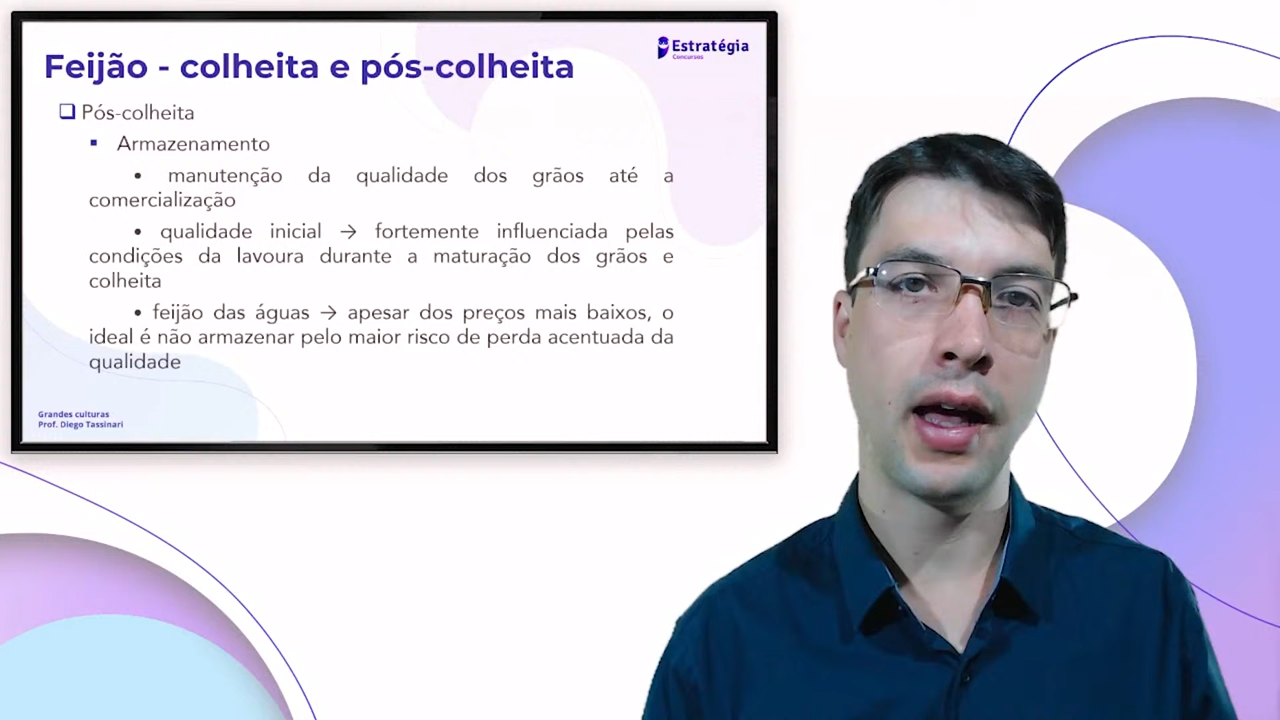 Feijão - colheita e pós-colheita
Estratégia
Concursos
Pós-colheita
Armazenamento
• manutenção da qualidade dos grãos até a
comercialização
• qualidade inicial → fortemente influenciada pelas
condições da lavoura durante a maturação dos grãos e
colheita
• feijão das águas → apesar dos preços mais baixos, o
ideal é não armazenar pelo maior risco de perda acentuada da
qualidade
Grandes culturas
Prof. Diego Tassinari